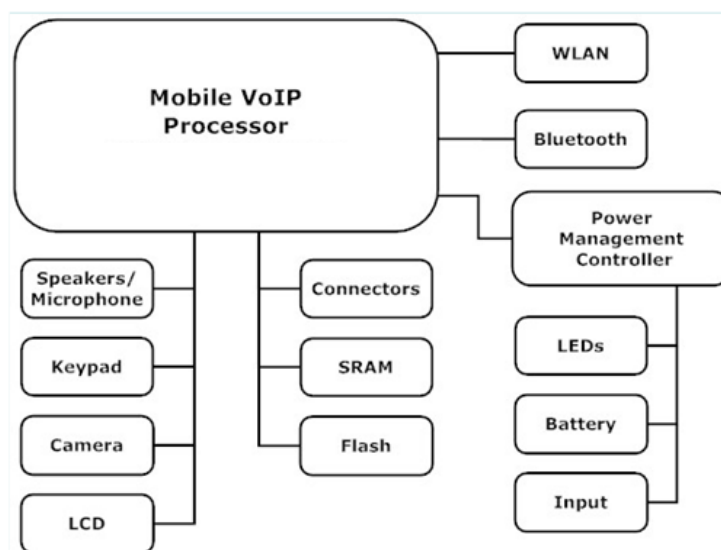 Mobile VoIP
Processor
WLAN
Bluetooth
Power
Management
Controller
Speakers/
Microphone
Keypad
Camera
LCD
Connectors
SRAM
Flash
LEDs
Battery
Input